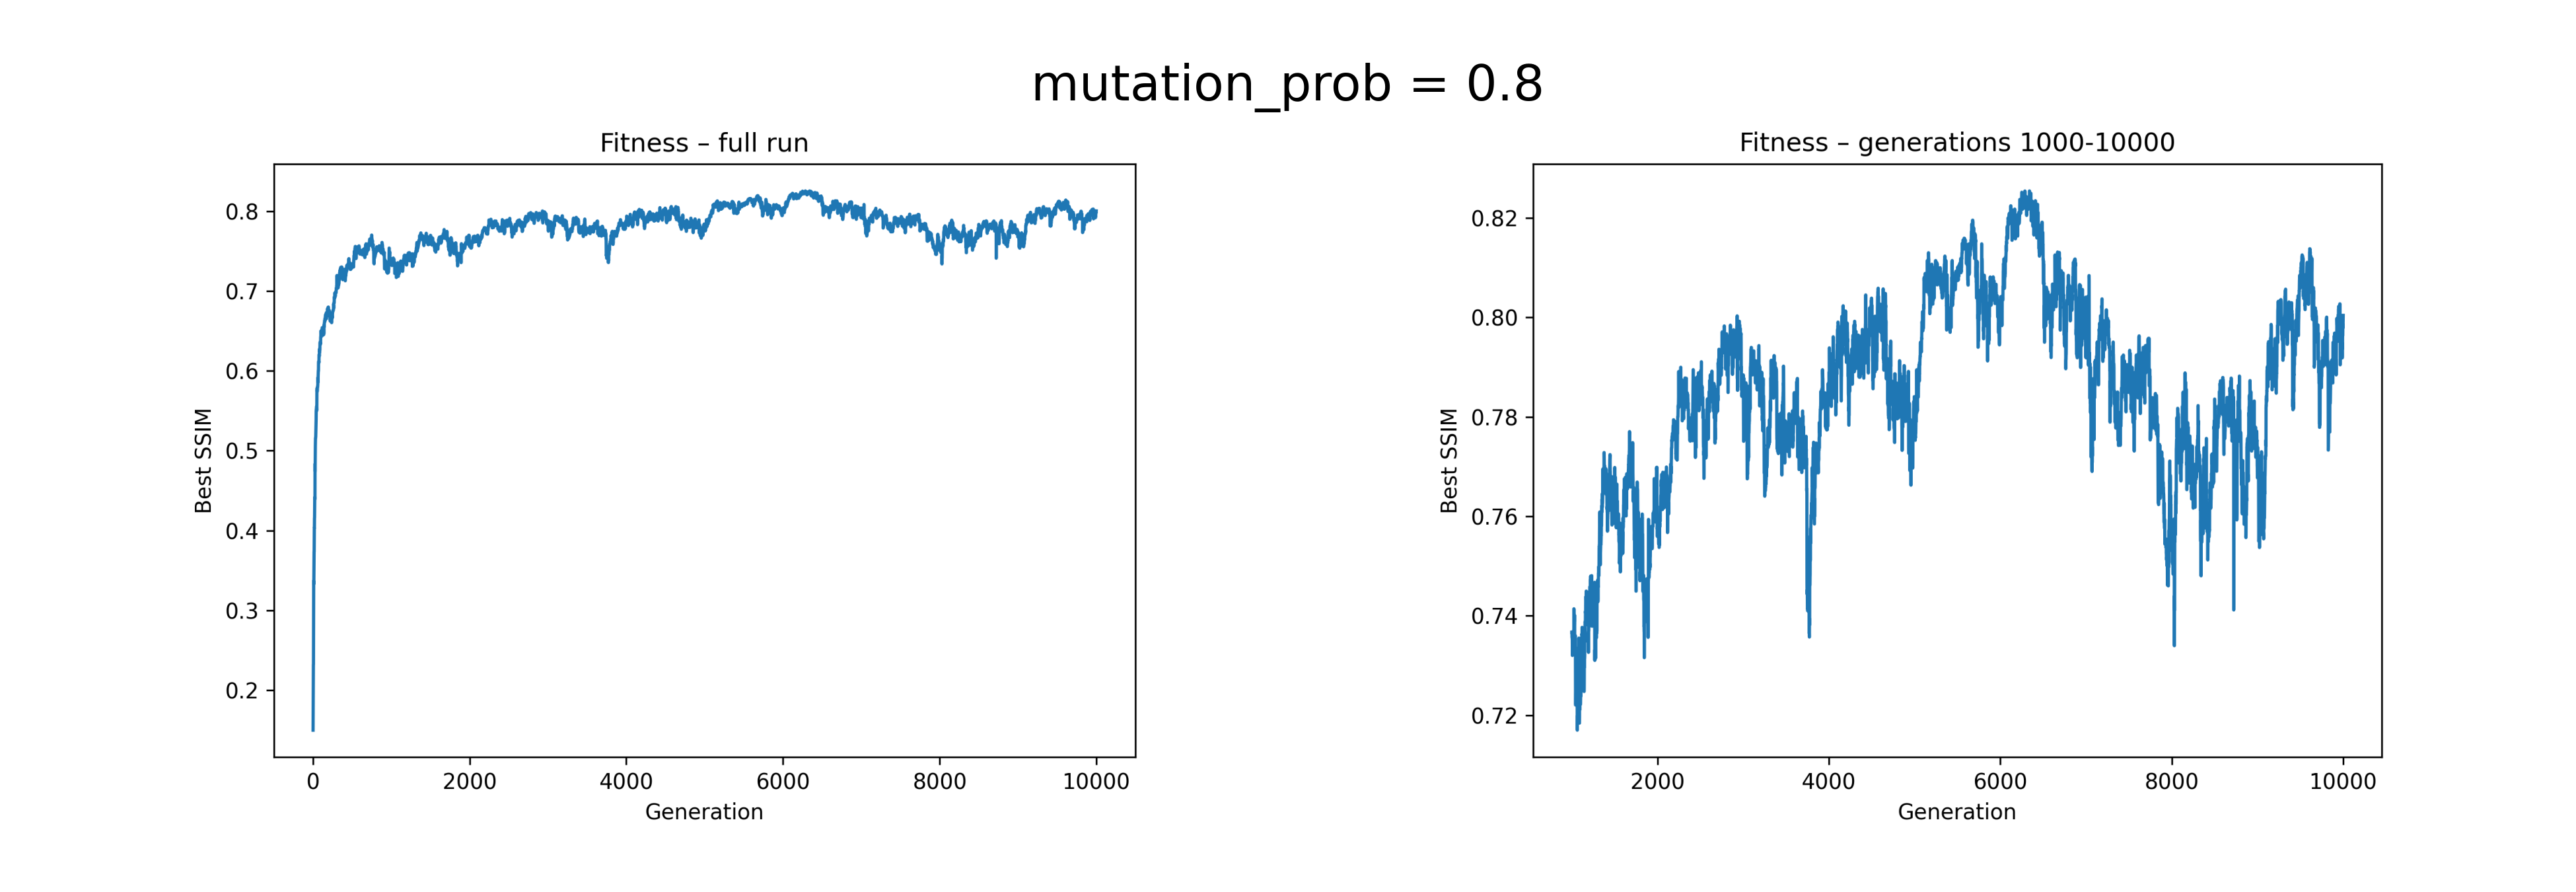 mutation_prob = 0.8
Fitness – full run
Best SSIM
0.8
0.7
0.6
0.5
0.4
0.3
0.2
0 2000 4000 6000 8000 10000
Generation
Fitness – generations 1000-10000
Best SSIM
0.82
0.80
0.78
0.76
0.74
0.72
2000 4000 6000 8000 10000
Generation